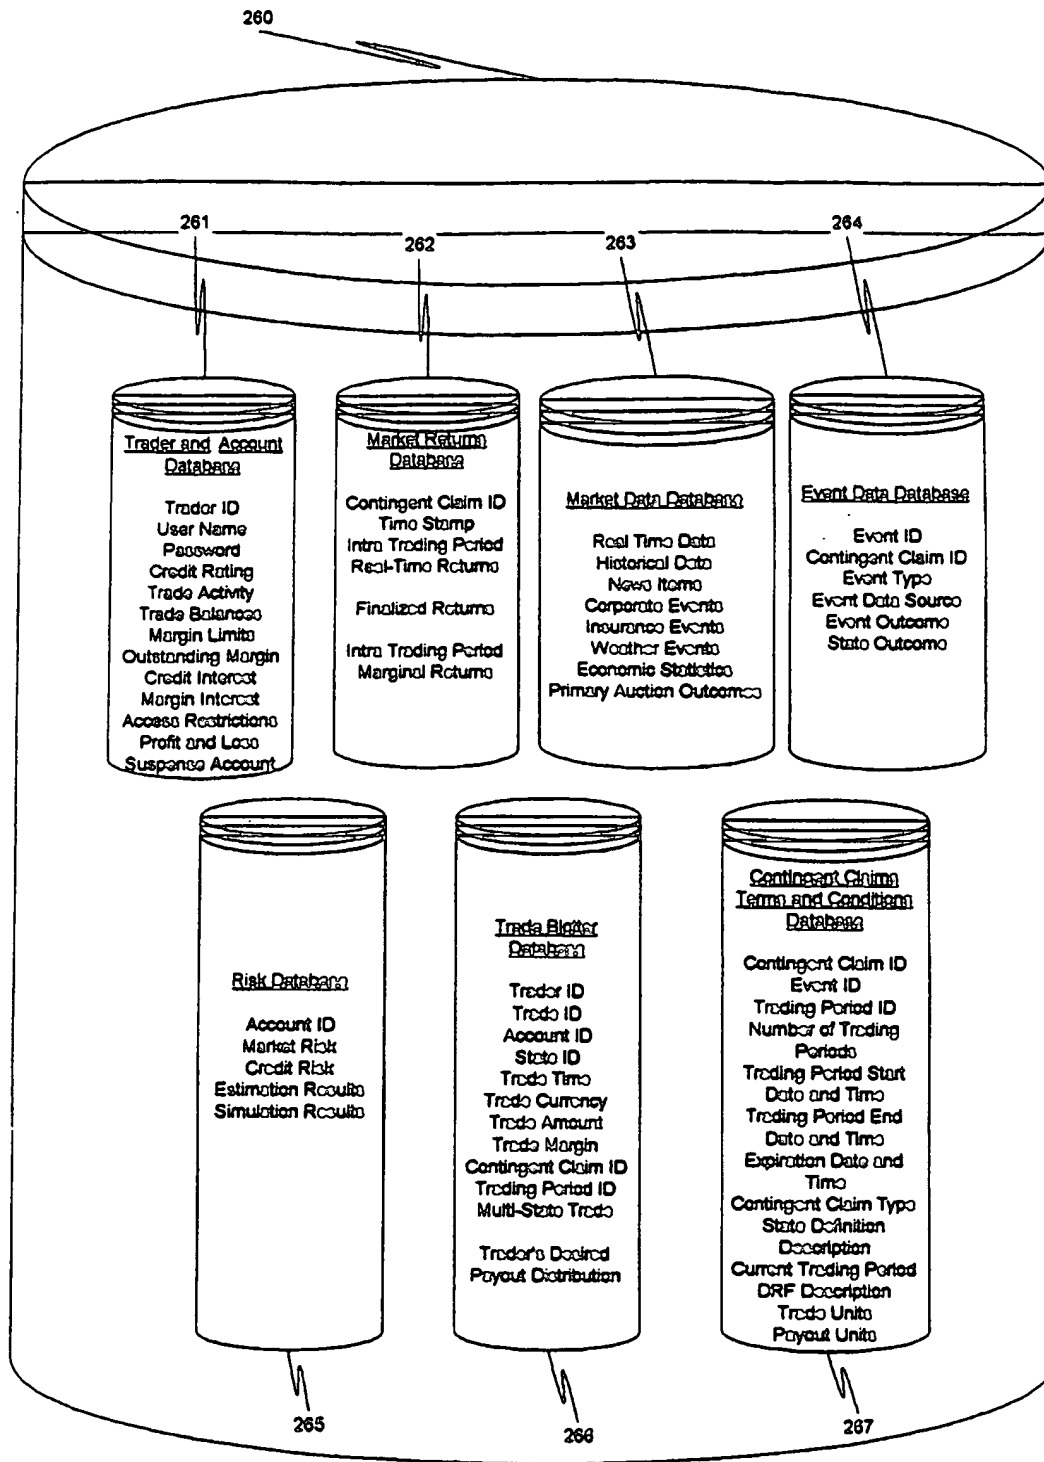 260
261
262
263
264
Trader and Account
Database
Trader ID
User Name
Password
Credit Rating
Trade Activity
Trade Balances
Margin Limits
Outstanding Margin
Credit Interest
Margin Interest
Access Restrictions
Profit and Loss
Suspense Account
Market Return
Database
Contingent Claim ID
Time Stamp
Intra Trading Period
Real-Time Returns
Finalized Returns
Intra Trading Period
Marginal Returns
Market Data Database
Real Time Data
Historical Data
News Items
Corporate Events
Insurance Events
Weather Events
Economic Statistics
Primary Auction Outcomes
Event Data Database
Event ID
Contingent Claim ID
Event Type
Event Data Source
Event Outcome
State Outcome
Risk Database
Account ID
Market Risk
Credit Risk
Estimation Results
Simulation Results
Trade Blotter
Database
Trader ID
Trade ID
Account ID
State ID
Trade Time
Trade Currency
Trade Amount
Trade Margin
Contingent Claim ID
Trading Period ID
Multi-State Trade
Trader's Desired
Payout Distribution
Contingent Claims
Terms and Conditions
Database
Contingent Claim ID
Event ID
Trading Period ID
Number of Trading
Periods
Trading Period Start
Date and Time
Trading Period End
Date and Time
Expiration Date and
Time
Contingent Claim Type
State Definition
Description
Current Trading Period
DRF Description
Trade Units
Payout Units
265
266
267